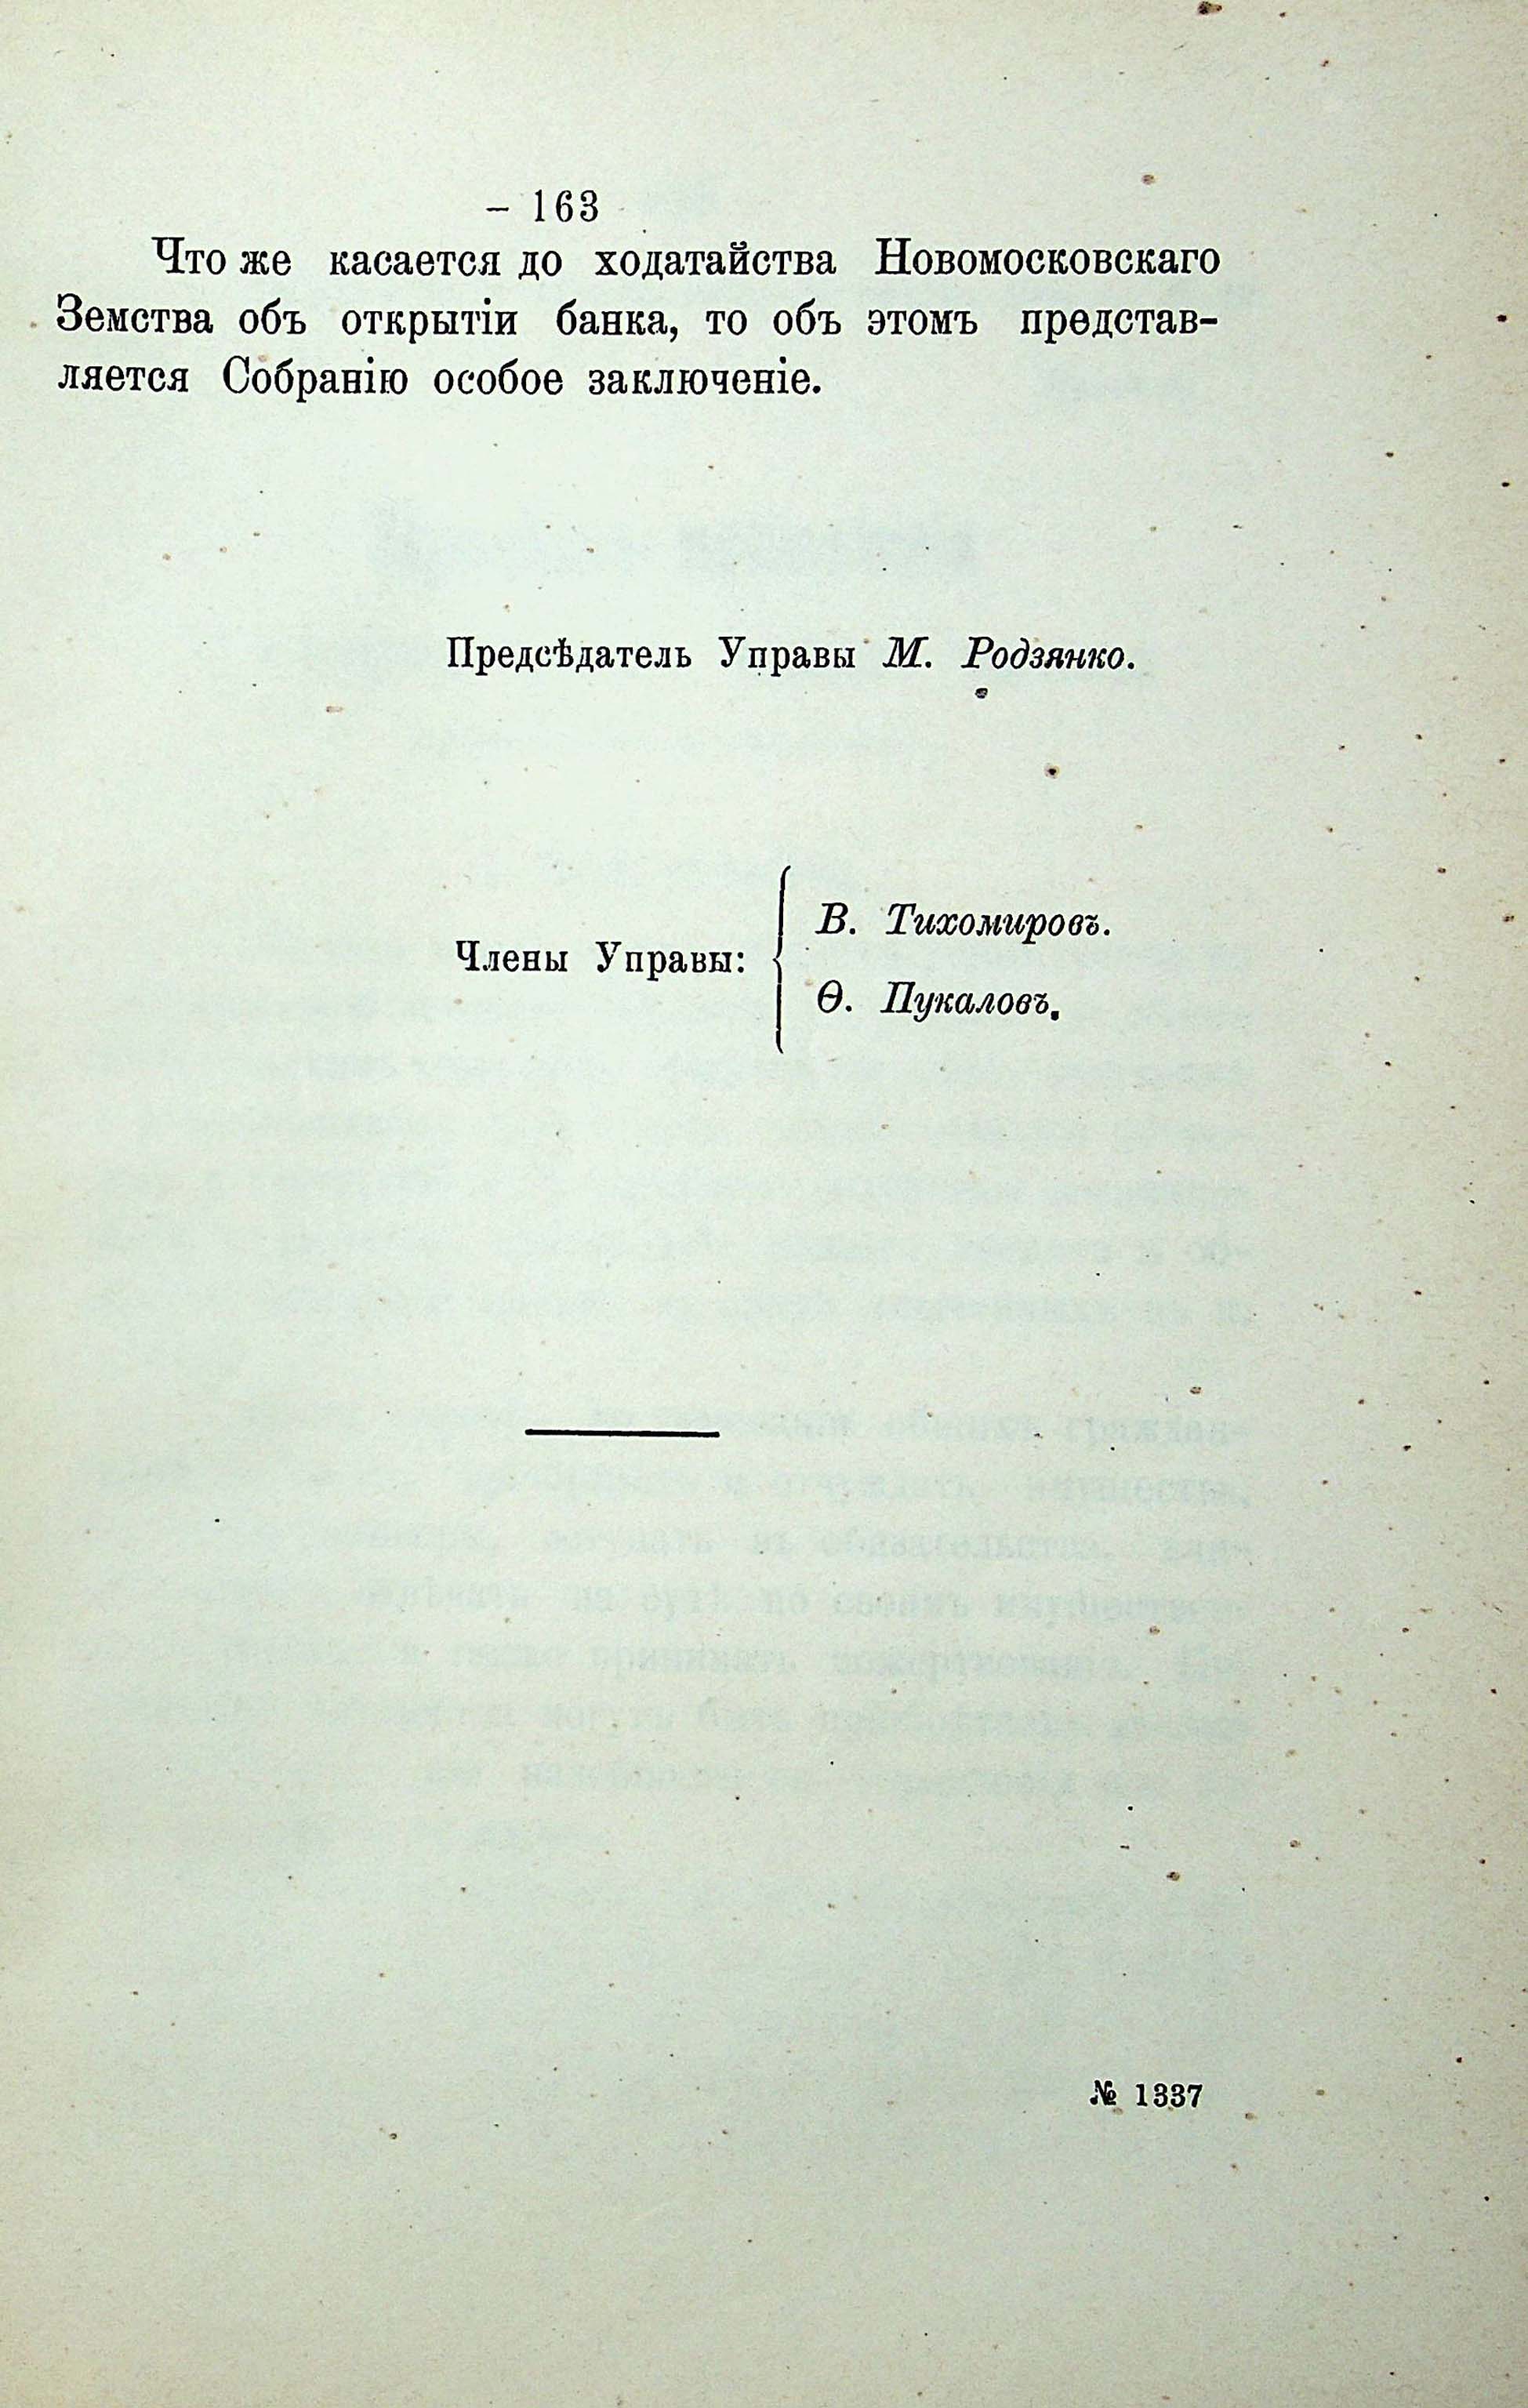 – 163
Что же касается до ходатайства Новомосковскаго
Земства объ открытіи банка, то объ этомъ представ-
ляется Собранію особое заключеніе.
Предсѣдатель Управы М. Родзянко.
Члены Управы:
В. Тихомировъ.
Ѳ. Пукаловъ.
№ 1337